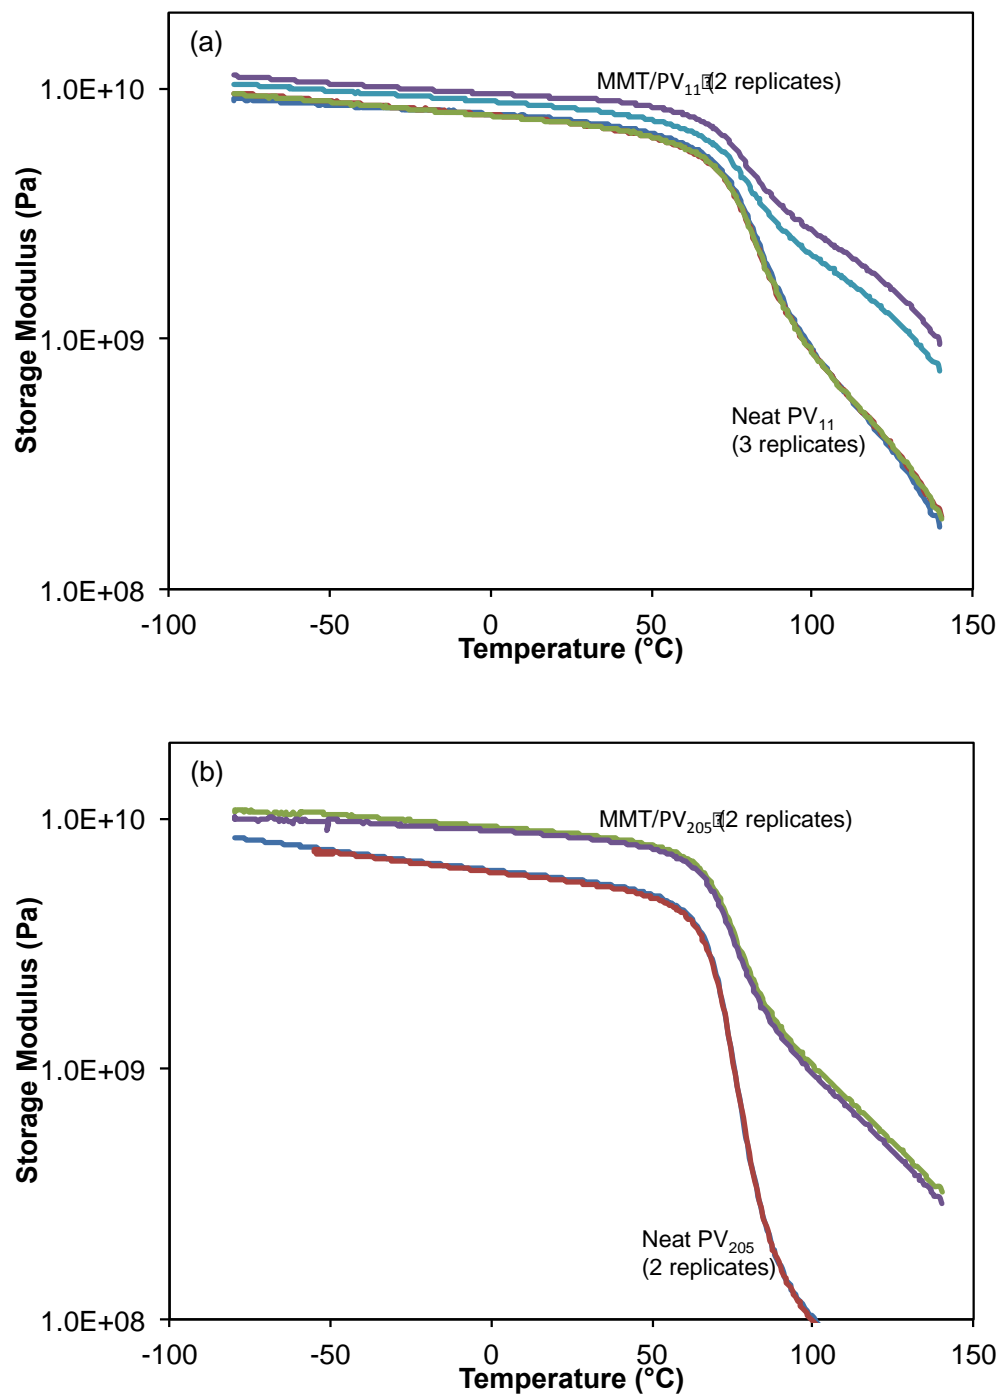 (a)
MMT/PV11 (2 replicates)
1.0E+10
1.0E+09
1.0E+08
Storage Modulus (Pa)
Neat PV11
(3 replicates)
-100 -50 0 50 100 150
Temperature (°C)
(b)
MMT/PV205 (2 replicates)
1.0E+10
1.0E+09
1.0E+08
Storage Modulus (Pa)
Neat PV205
(2 replicates)
-100 -50 0 50 100 150
Temperature (°C)